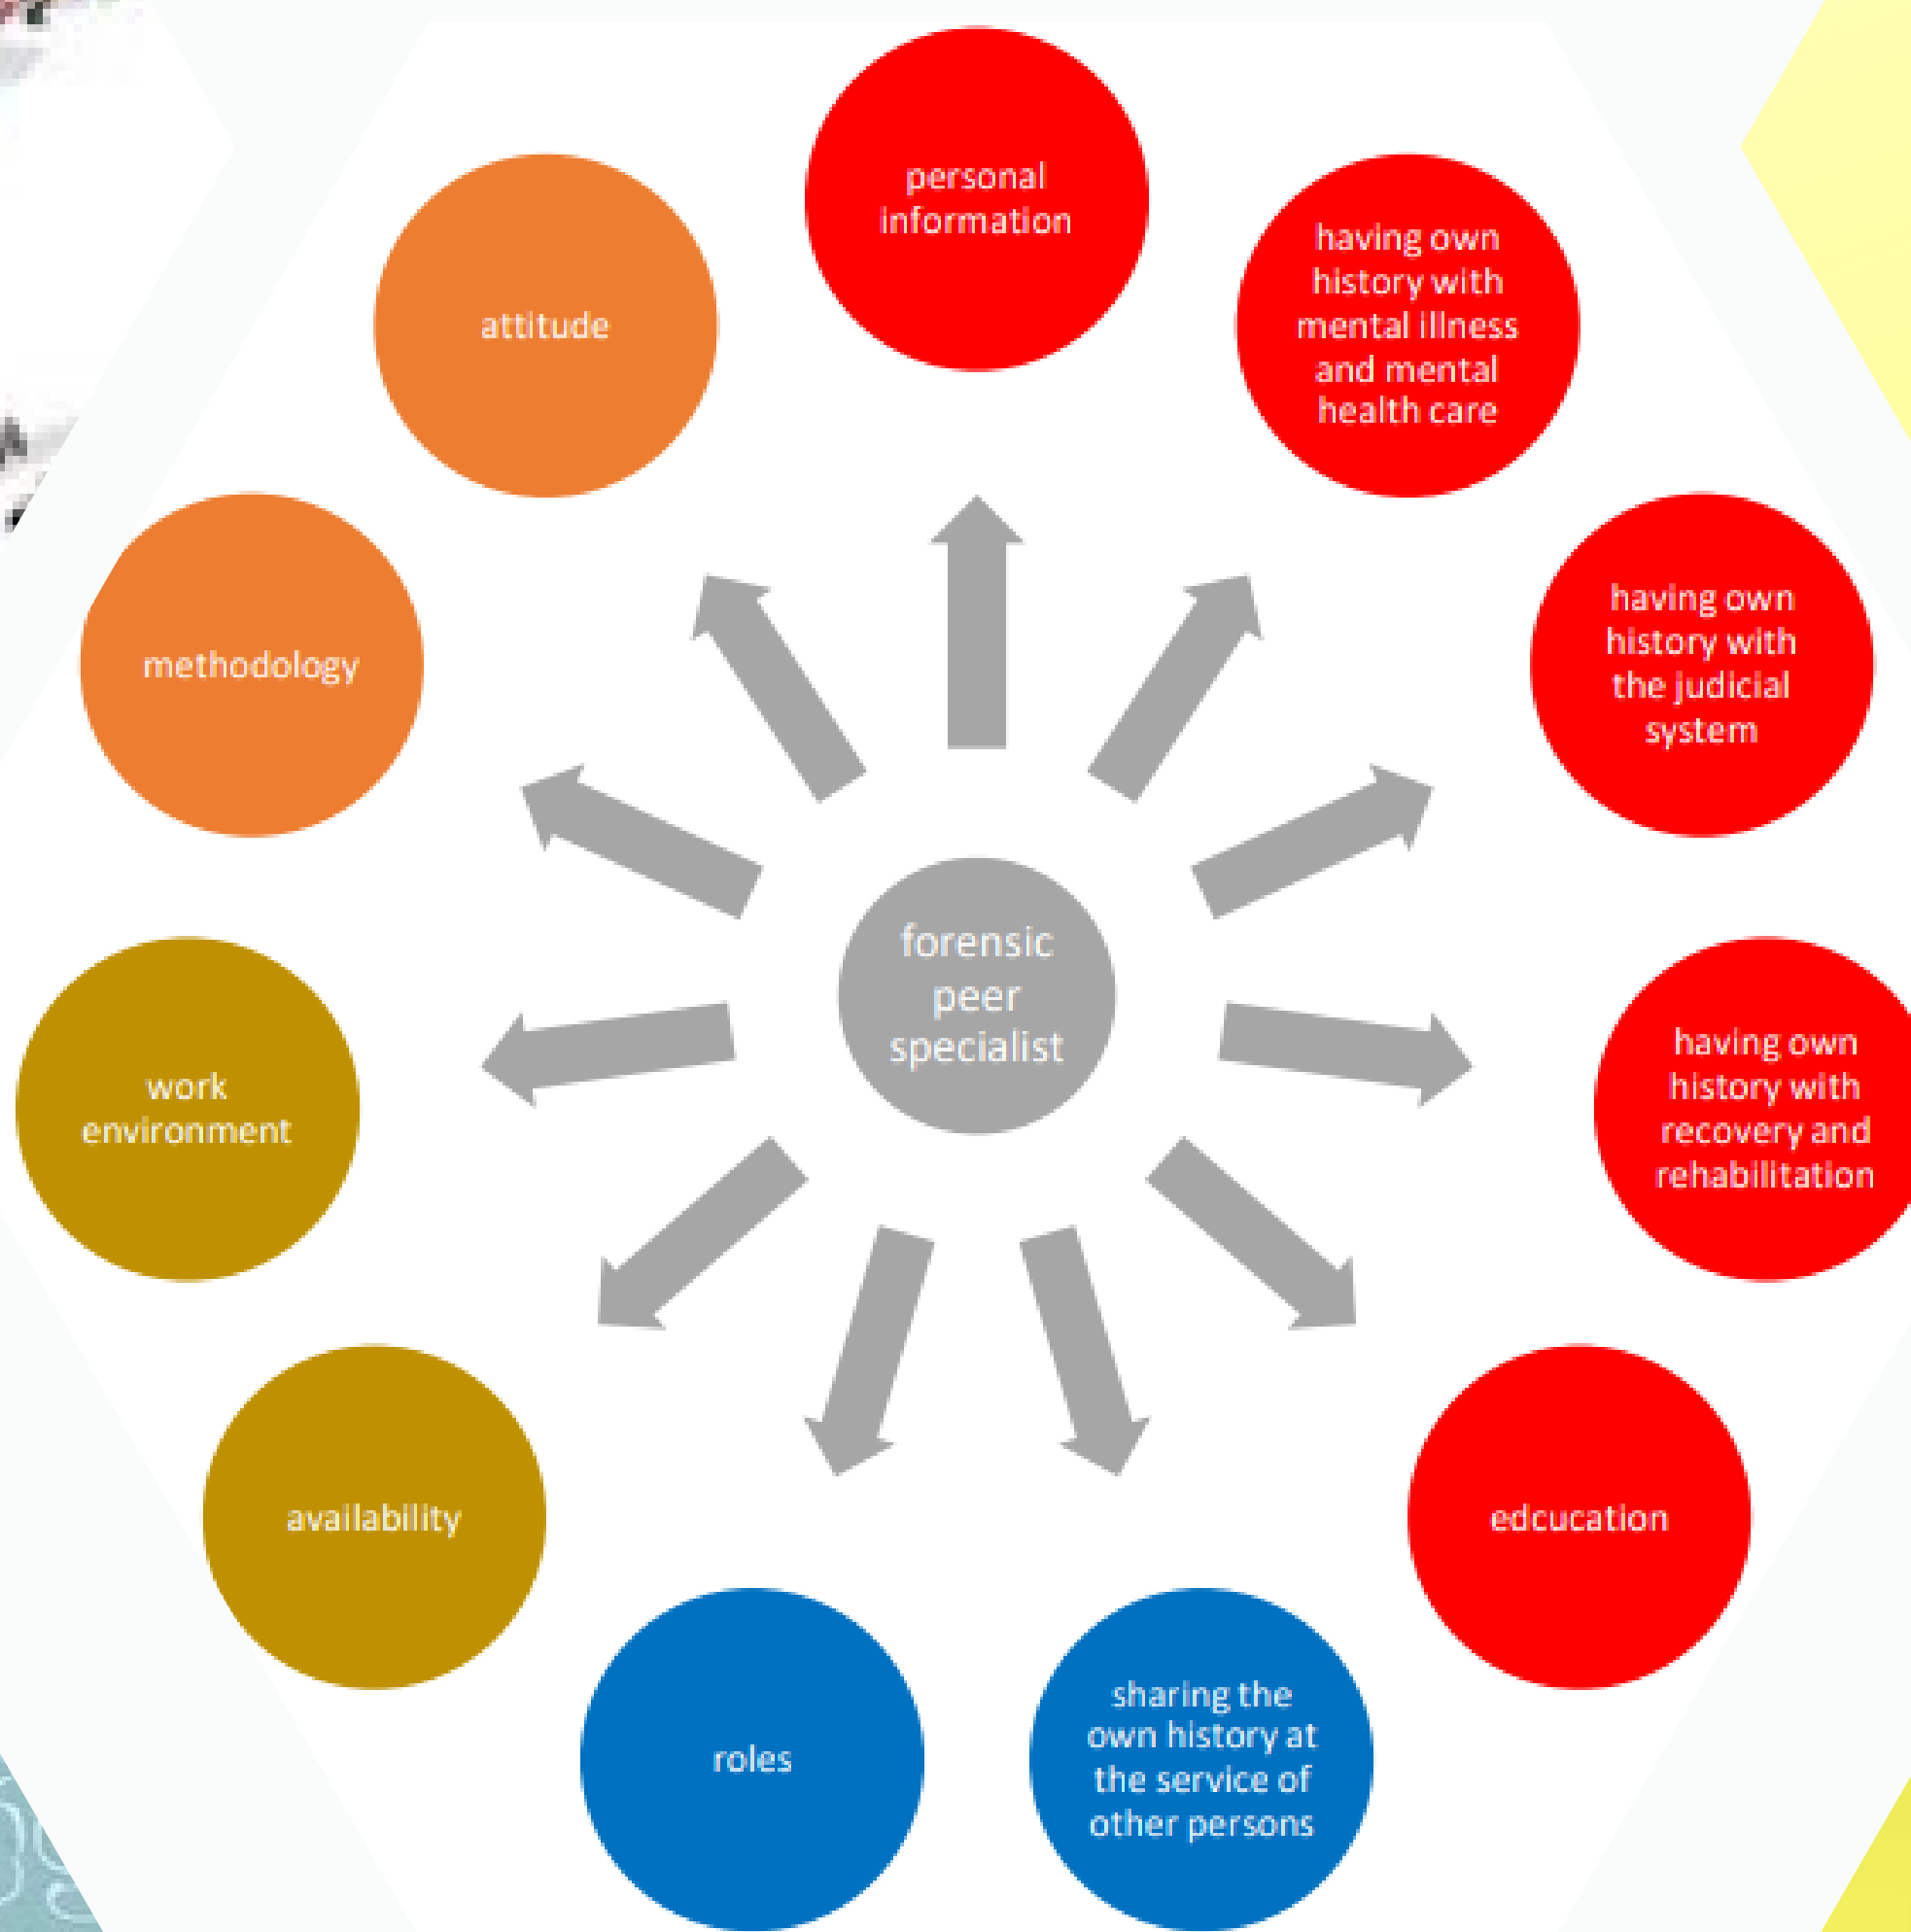 personal
information
having own
history with
mental illness
and mental
health care
having own
history with
the judicial
system
having own
history with
recovery and
rehabilitation
edcucation
sharing the
own history at
the service of
other persons
roles
availability
work
environment
methodology
attitude
forensic
peer
specialist